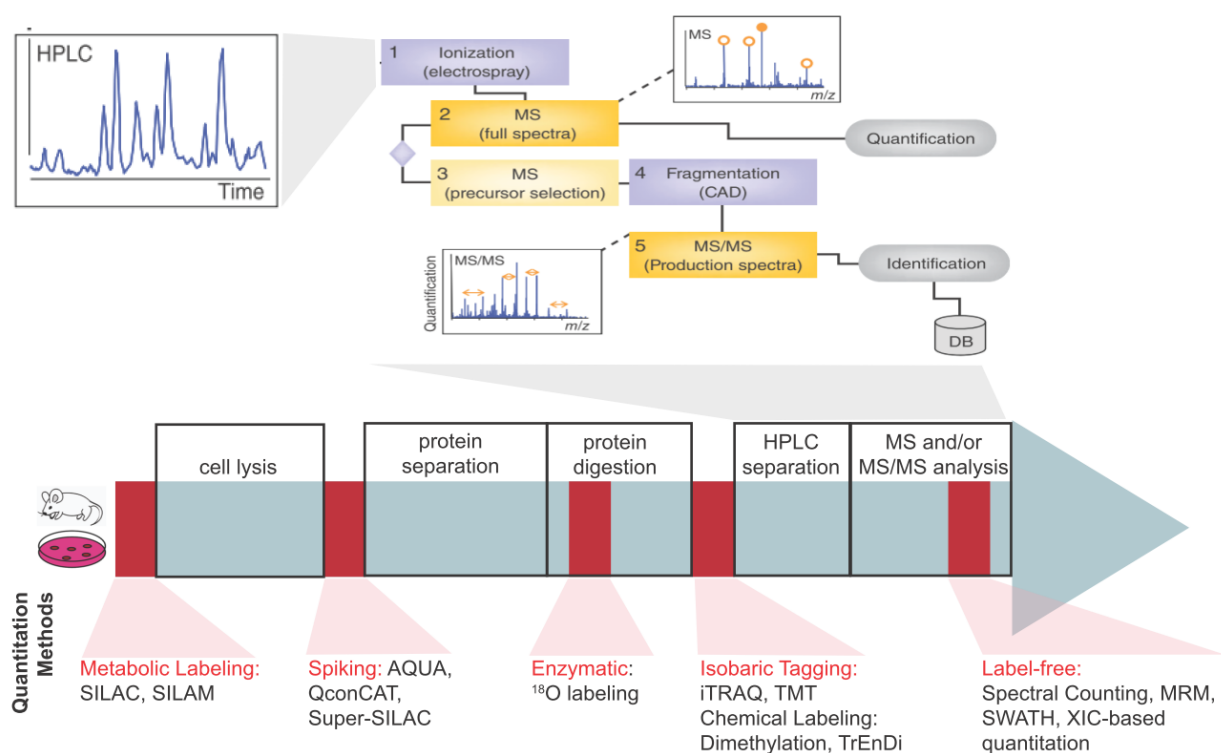 HPLC
Time
1
Ionization
(electrospray)
MS
m/z
2
MS
(full spectra)
Quantification
3
MS
(precursor selection)
4
Fragmentation
(CAD)
5
MS/MS
(Production spectra)
Quantification
MS/MS
m/z
Identification
DB
cell lysis
protein
separation
protein
digestion
HPLC
separation
MS and/or
MS/MS analysis
Quantitation
Methods
Metabolic Labeling:
SILAC, SILAM
Spiking: AQUA,
QconCAT,
Super-SILAC
Enzymatic:
¹⁸O labeling
Isobaric Tagging:
iTRAQ, TMT
Chemical Labeling:
Dimethylation, TrEnDi
Label-free:
Spectral Counting, MRM,
SWATH, XIC-based
quantitation